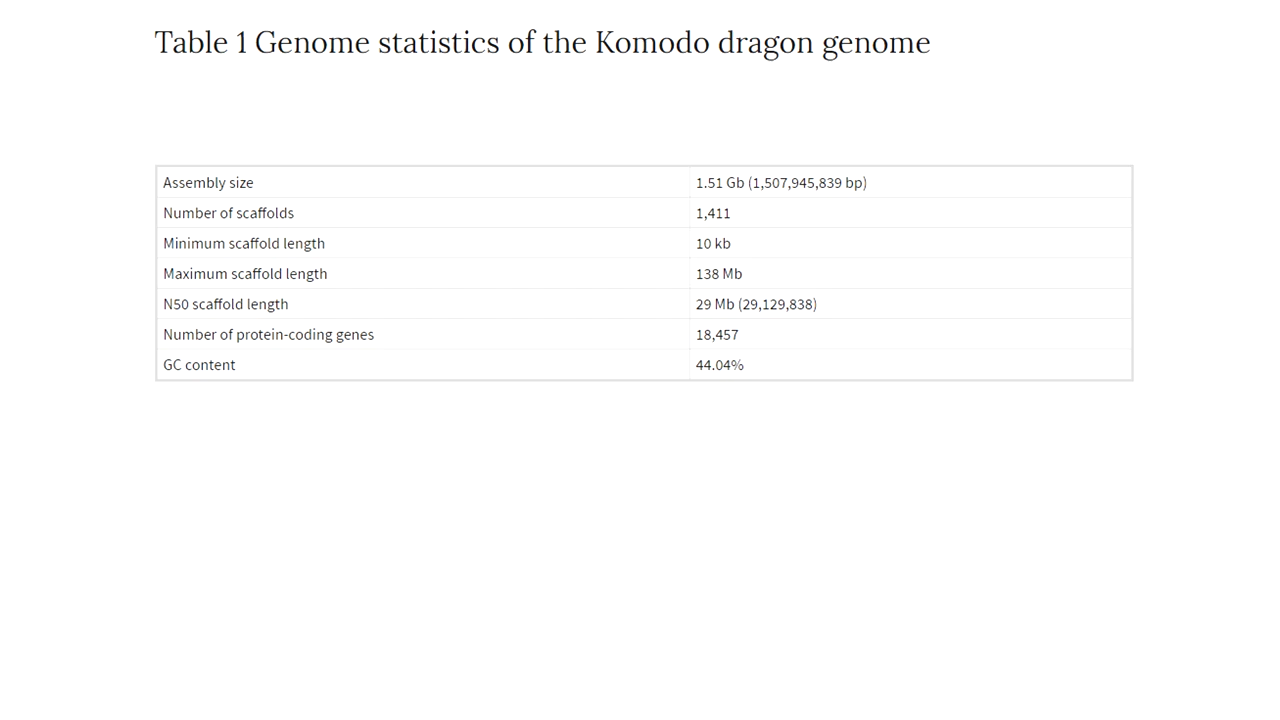 Table 1 Genome statistics of the Komodo dragon genome
Assembly size 1.51 Gb (1,507,945,839 bp)
Number of scaffolds 1,411
Minimum scaffold length 10 kb
Maximum scaffold length 138 Mb
N50 scaffold length 29 Mb (29,129,838)
Number of protein-coding genes 18,457
GC content 44.04%